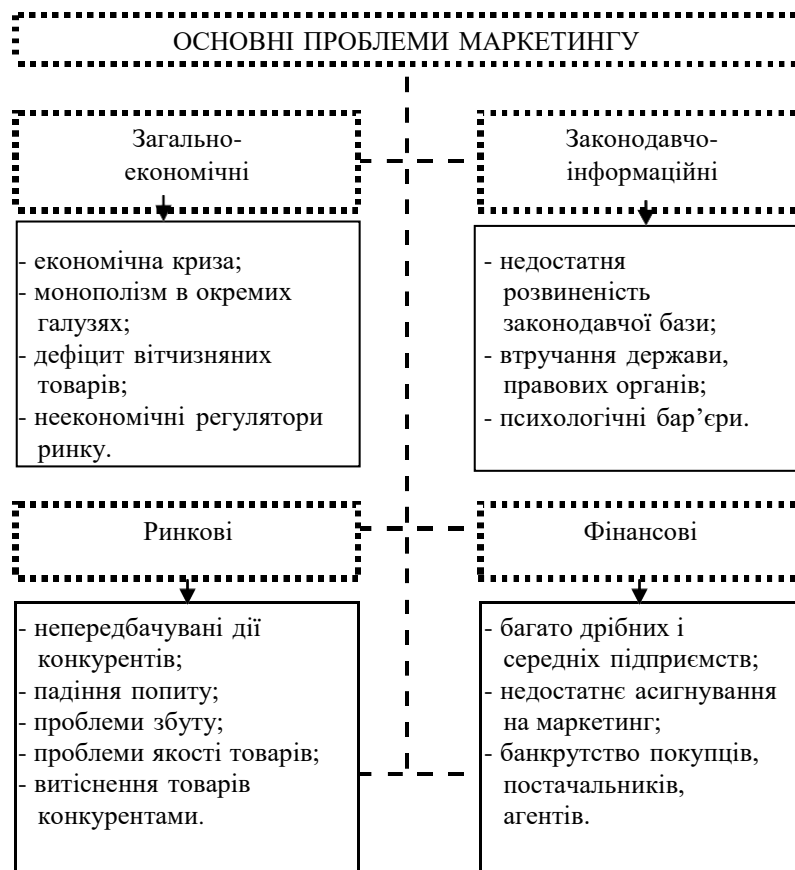 ОСНОВНІ ПРОБЛЕМИ МАРКЕТИНГУ
Загально-
економічні
- економічна криза;
- монополізм в окремих
галузях;
- дефіцит вітчизняних
товарів;
- неекономічні регулятори
ринку.
Законодавчо-
інформаційні
- недостатня
розвиненість
законодавчої бази;
- втручання держави,
правових органів;
- психологічні бар’єри.
Ринкові
- непередбачувані дії
конкурентів;
- падіння попиту;
- проблеми збуту;
- проблеми якості товарів;
- витіснення товарів
конкурентами.
Фінансові
- багато дрібних і
середніх підприємств;
- недостатнє асигнування
на маркетинг;
- банкрутство покупців,
постачальників,
агентів.